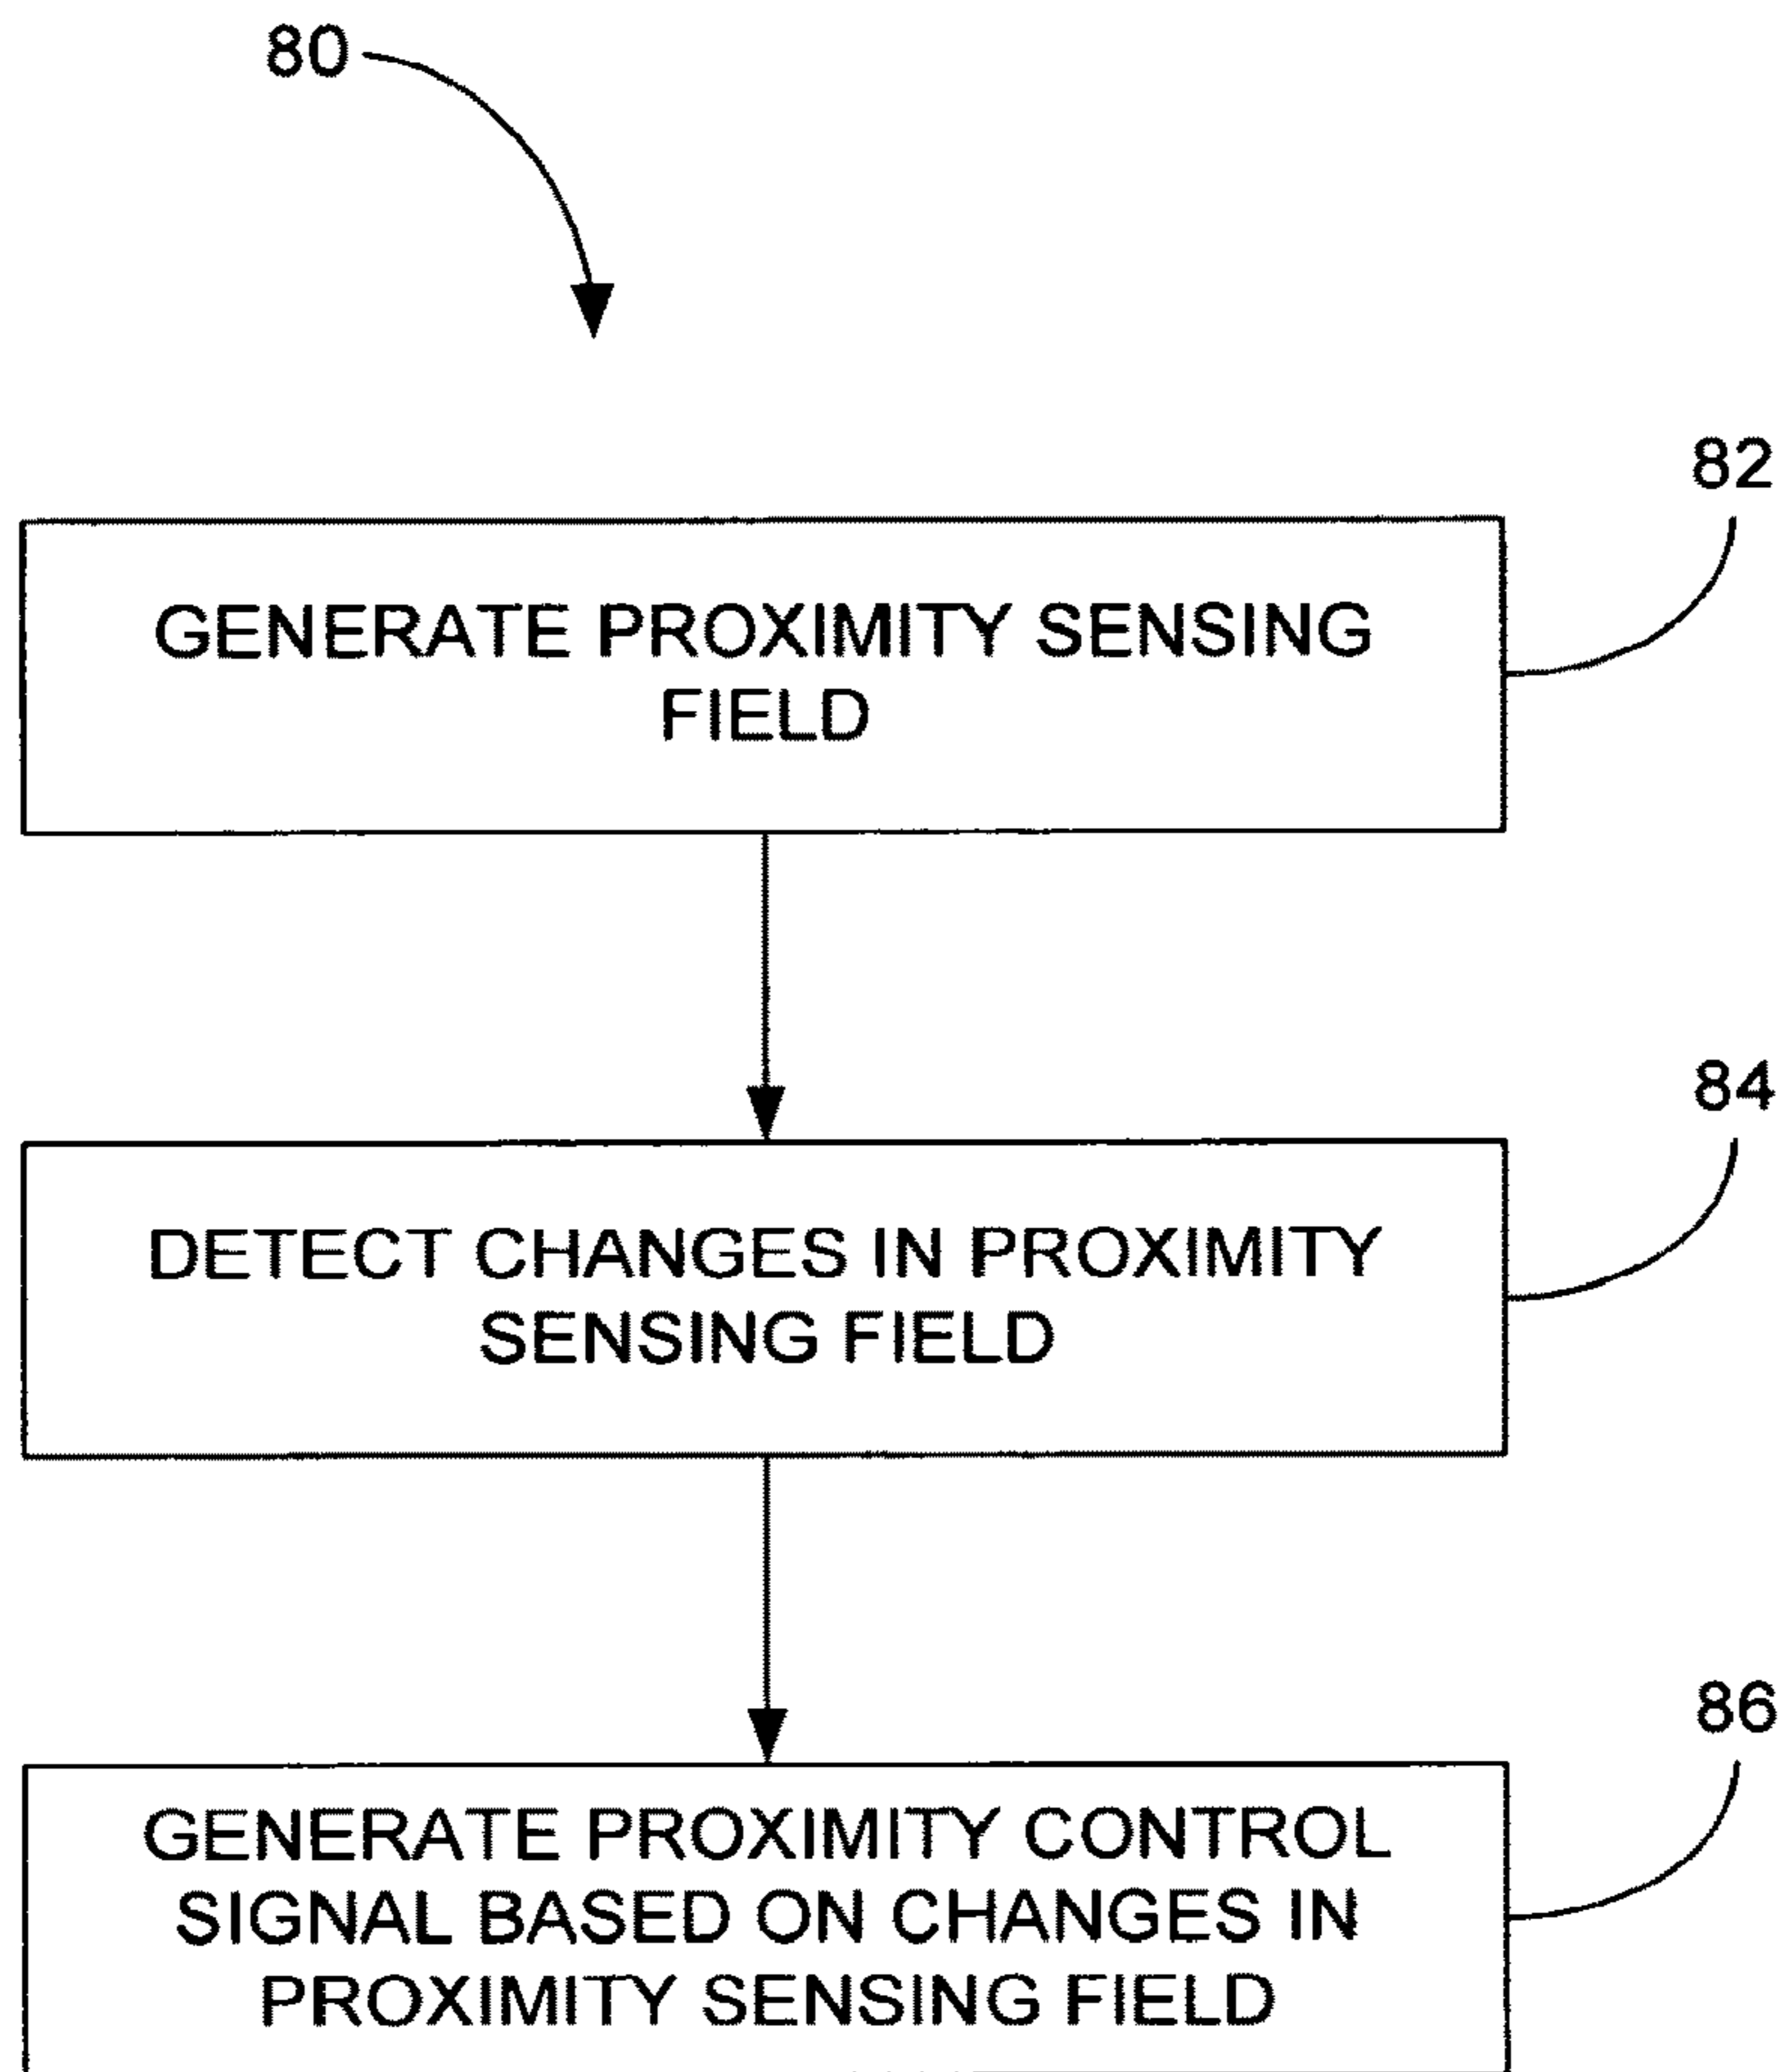 80
82
GENERATE PROXIMITY SENSING
FIELD
84
DETECT CHANGES IN PROXIMITY
SENSING FIELD
86
GENERATE PROXIMITY CONTROL
SIGNAL BASED ON CHANGES IN
PROXIMITY SENSING FIELD